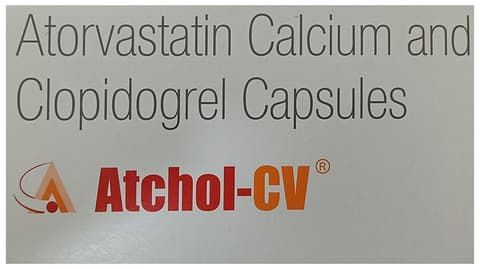 Atorvastatin Calcium and
Clopidogrel Capsules
Atchol-CV®